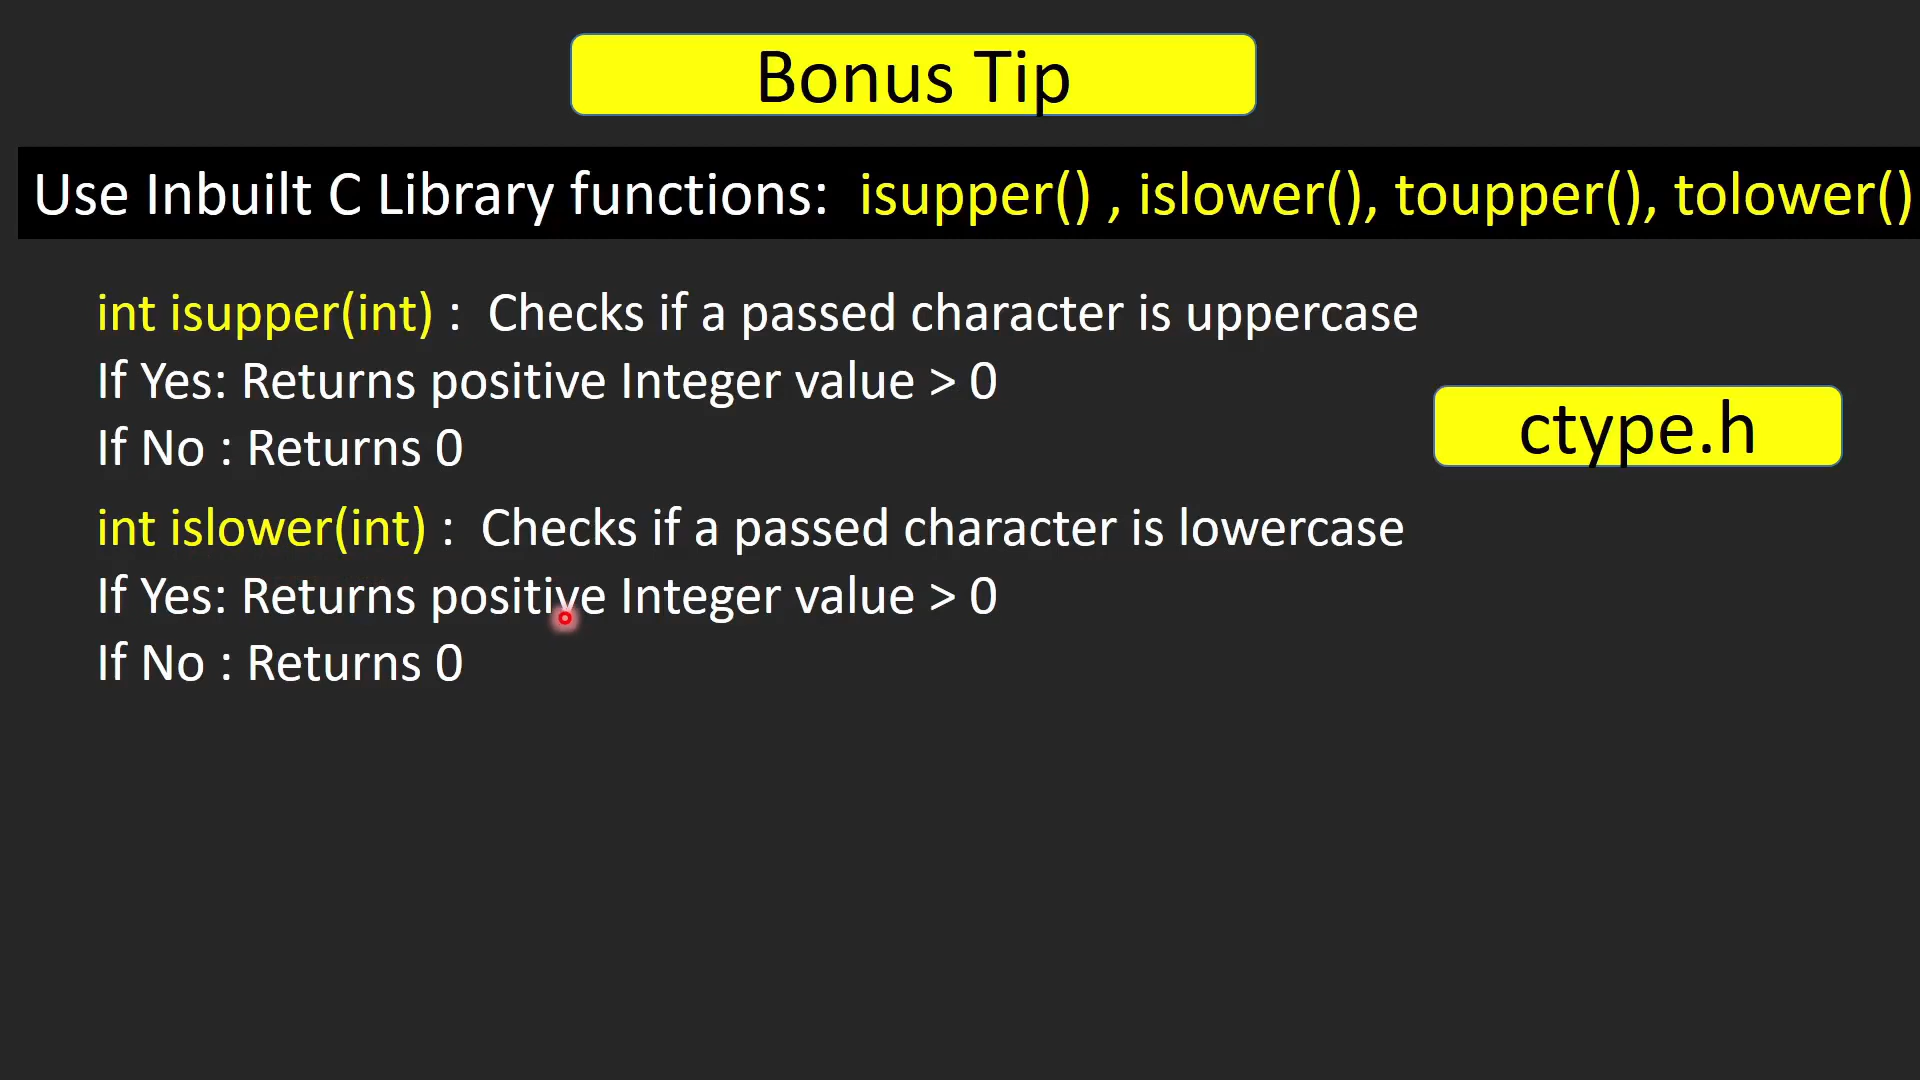 Bonus Tip
Use Inbuilt C Library functions: isupper() , islower(), toupper(), tolower()
int isupper(int) : Checks if a passed character is uppercase
If Yes: Returns positive Integer value > 0
If No : Returns 0
ctype.h
int islower(int) : Checks if a passed character is lowercase
If Yes: Returns positive Integer value > 0
If No : Returns 0